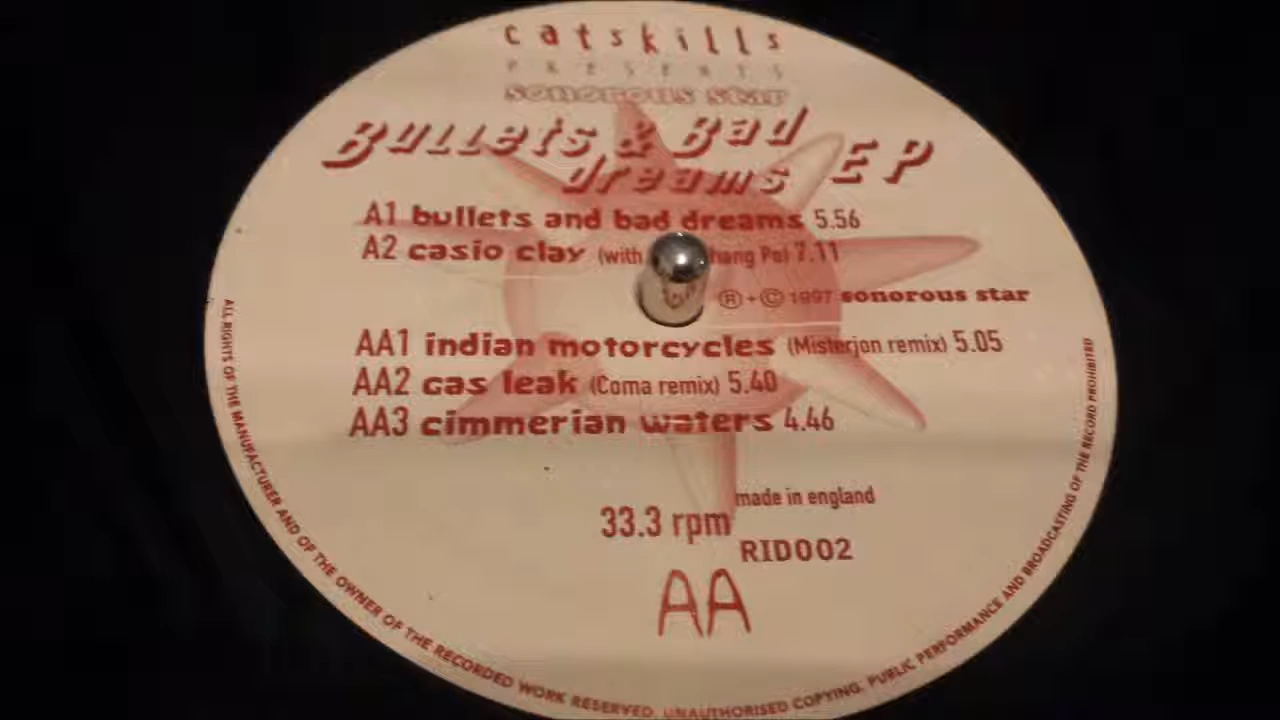 catskills
PRESENTS
sonorous star
Bullets & Bad
dreams EP
A1 bullets and bad dreams 5.56
A2 casio clay (with hang Po) 7.11
®+© 1997 sonorous star
AA1 indian motorcycles (Misterjon remix) 5.05
AA2 gas leak (Coma remix) 5.40
AA3 cimmerian waters 4.46
made in england
33.3 rpm
RID002
AA
ALL RIGHTS OF THE MANUFACTURER AND OF THE OWNER OF THE RECORDED WORK RESERVED. UNAUTHORISED COPYING, PUBLIC PERFORMANCE AND BROADCASTING OF THE RECORD PROHIBITED